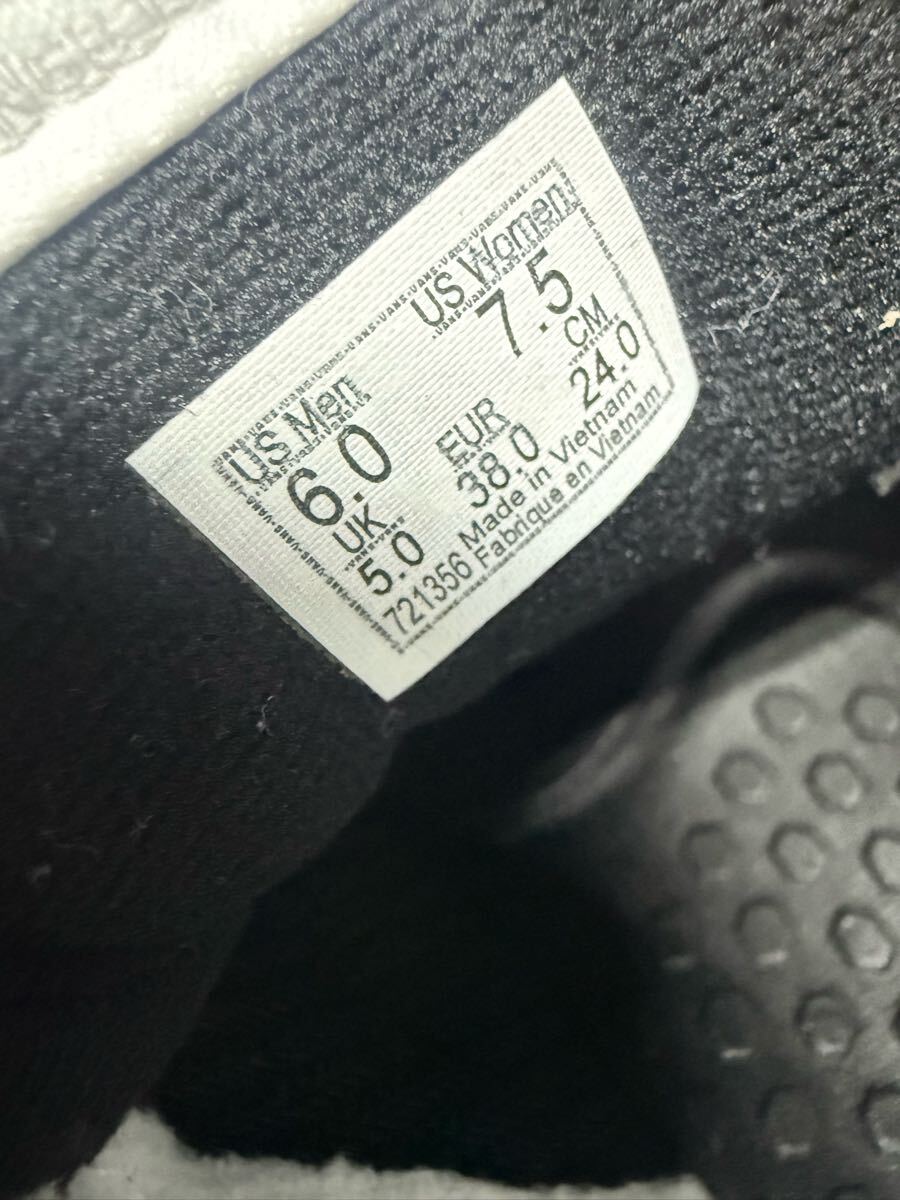 US Men US Women
6.0 7.5
UK EUR CM
5.0 38.0 24.0
721356 Made in Vietnam
Fabriqué en Vietnam